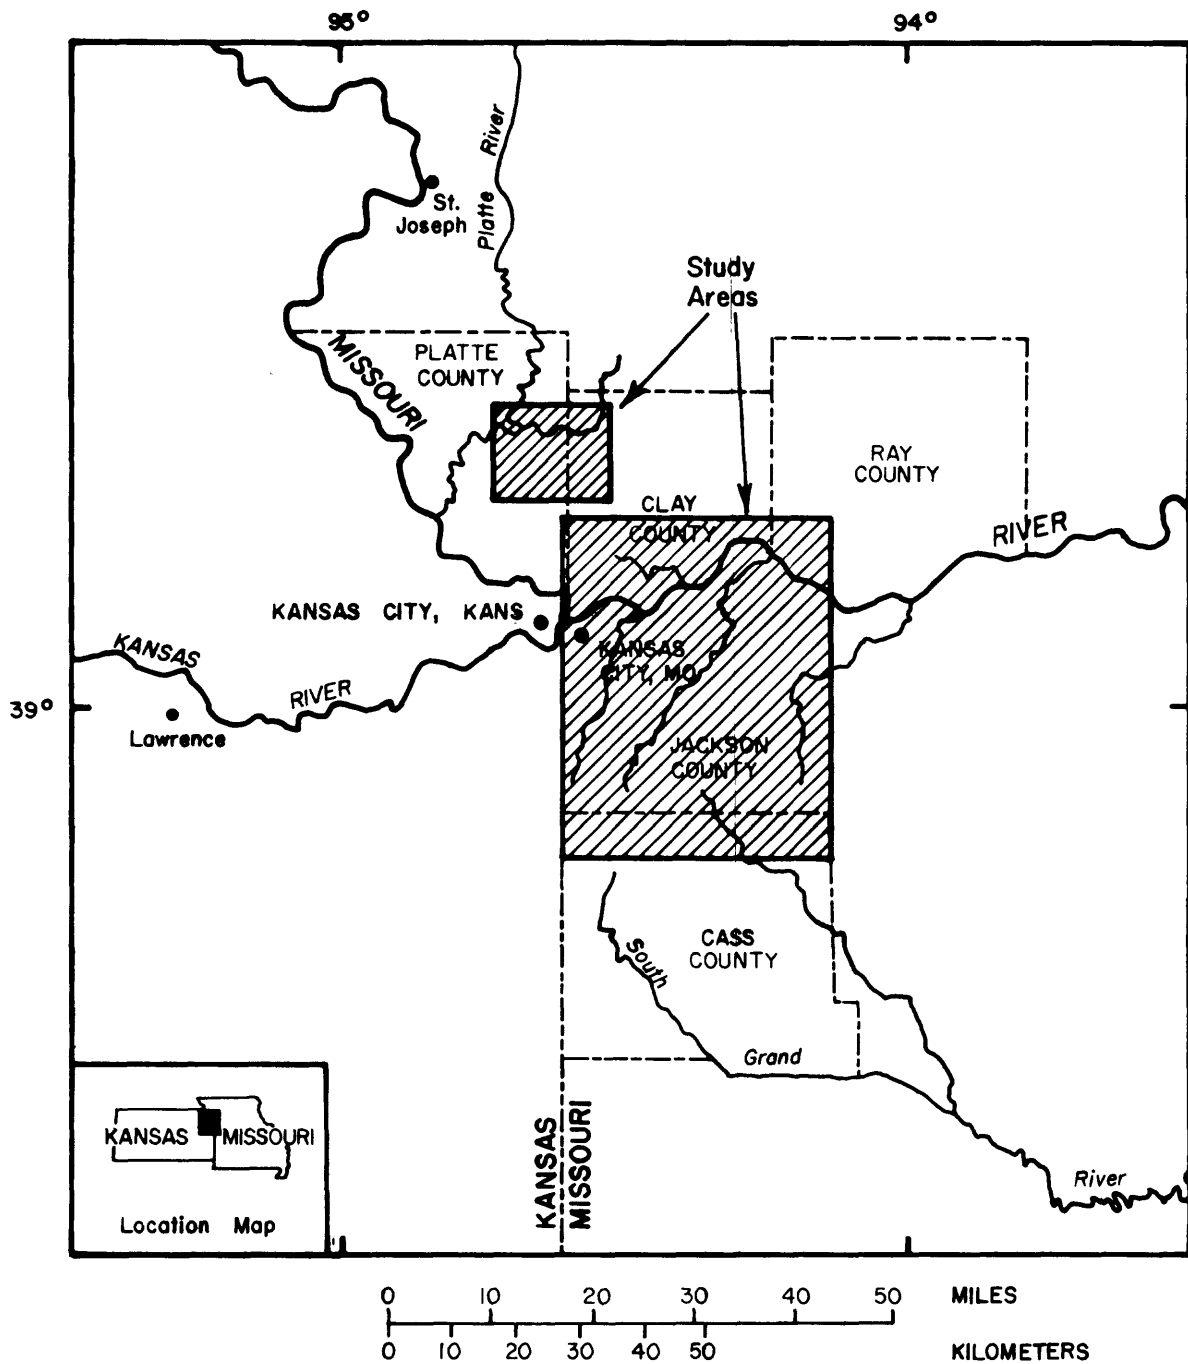 95°
94°
Platte River
St.
Joseph
Study
Areas
MISSOURI
PLATTE
COUNTY
RAY
COUNTY
CLAY
COUNTY
RIVER
KANSAS CITY, KANS
KANSAS
CITY, MO
KANSAS
RIVER
39°
Lawrence
JACKSON
COUNTY
CASS
COUNTY
South
Grand
River
KANSAS
MISSOURI
KANSAS MISSOURI
Location Map
0 10 20 30 40 50 MILES
0 10 20 30 40 50 KILOMETERS